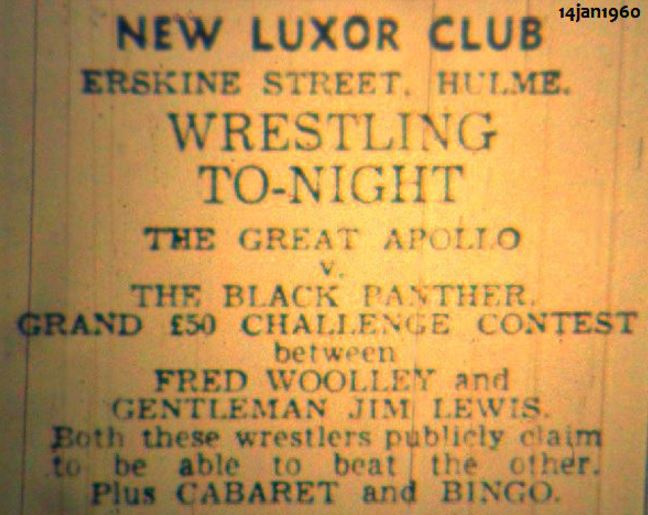 14jan1960
NEW LUXOR CLUB
ERSKINE STREET, HULME.
WRESTLING
TO-NIGHT
THE GREAT APOLLO
v.
THE BLACK PANTHER.
GRAND £50 CHALLENGE CONTEST
between
FRED WOOLLEY and
GENTLEMAN JIM LEWIS.
Both these wrestlers publicly claim
to be able to beat the other.
Plus CABARET and BINGO.